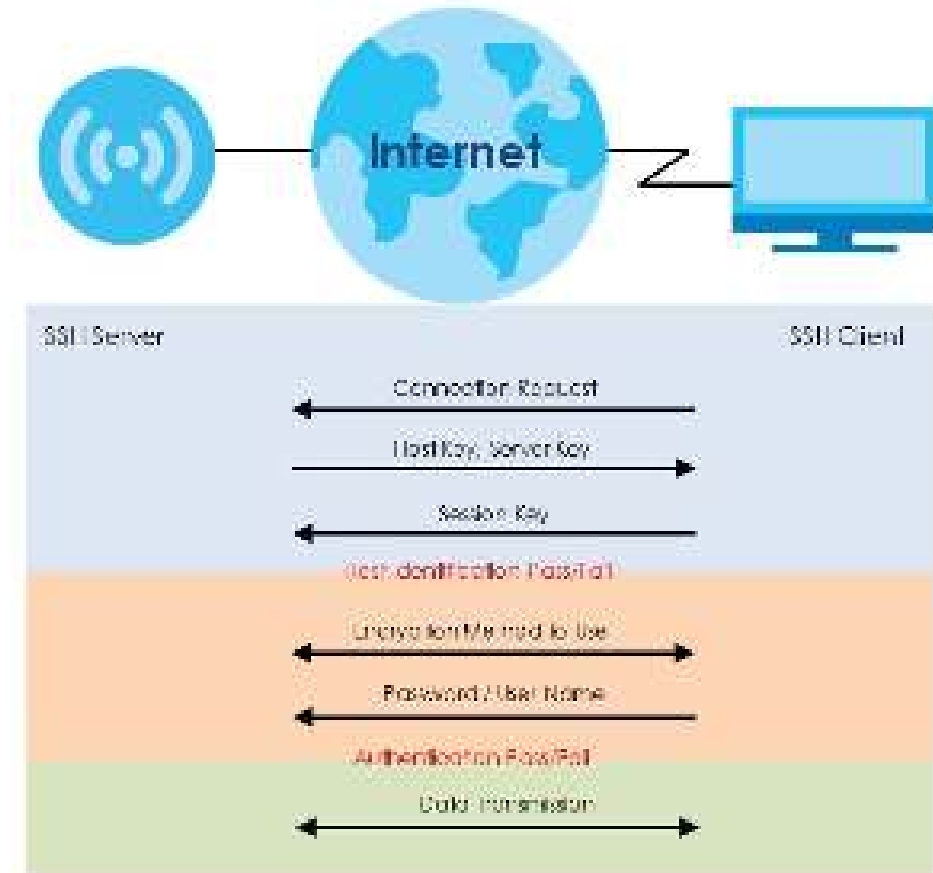 Internet
SSH Server
SSH Client
Connection Request
Host Key, Server Key
Session Key
Host Identification Pass/Fail
Encryption Method to Use
Password / User Name
Authentication Pass/Fail
Data Transmission